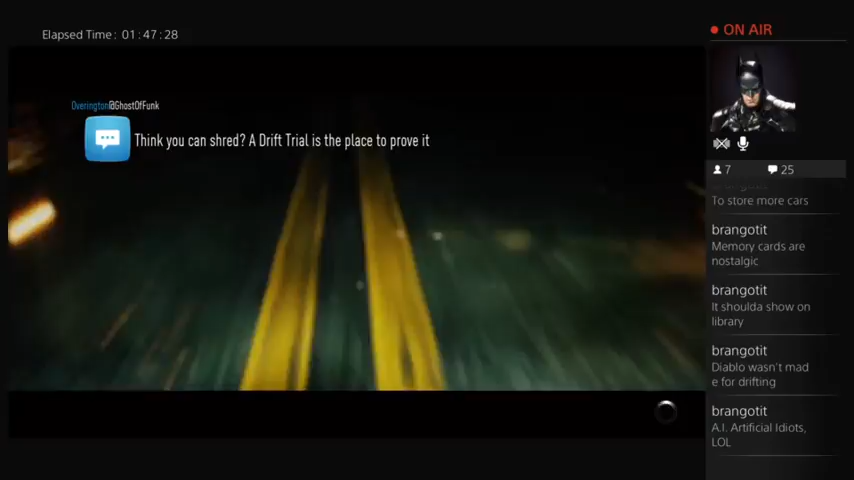 Elapsed Time: 01:47:28
ON AIR
Overington@GhostOfFunk
Think you can shred? A Drift Trial is the place to prove it
7
25
To store more cars
brangotit
Memory cards are
nostalgic
brangotit
It shoulda show on
library
brangotit
Diablo wasn't mad
e for drifting
brangotit
A.I. Artificial Idiots,
LOL